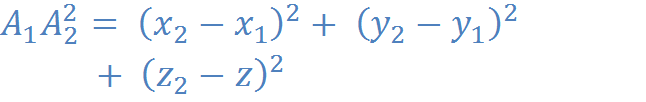 A₁A₂² = (x₂ − x₁)² + (y₂ − y₁)²
+ (z₂ − z)²